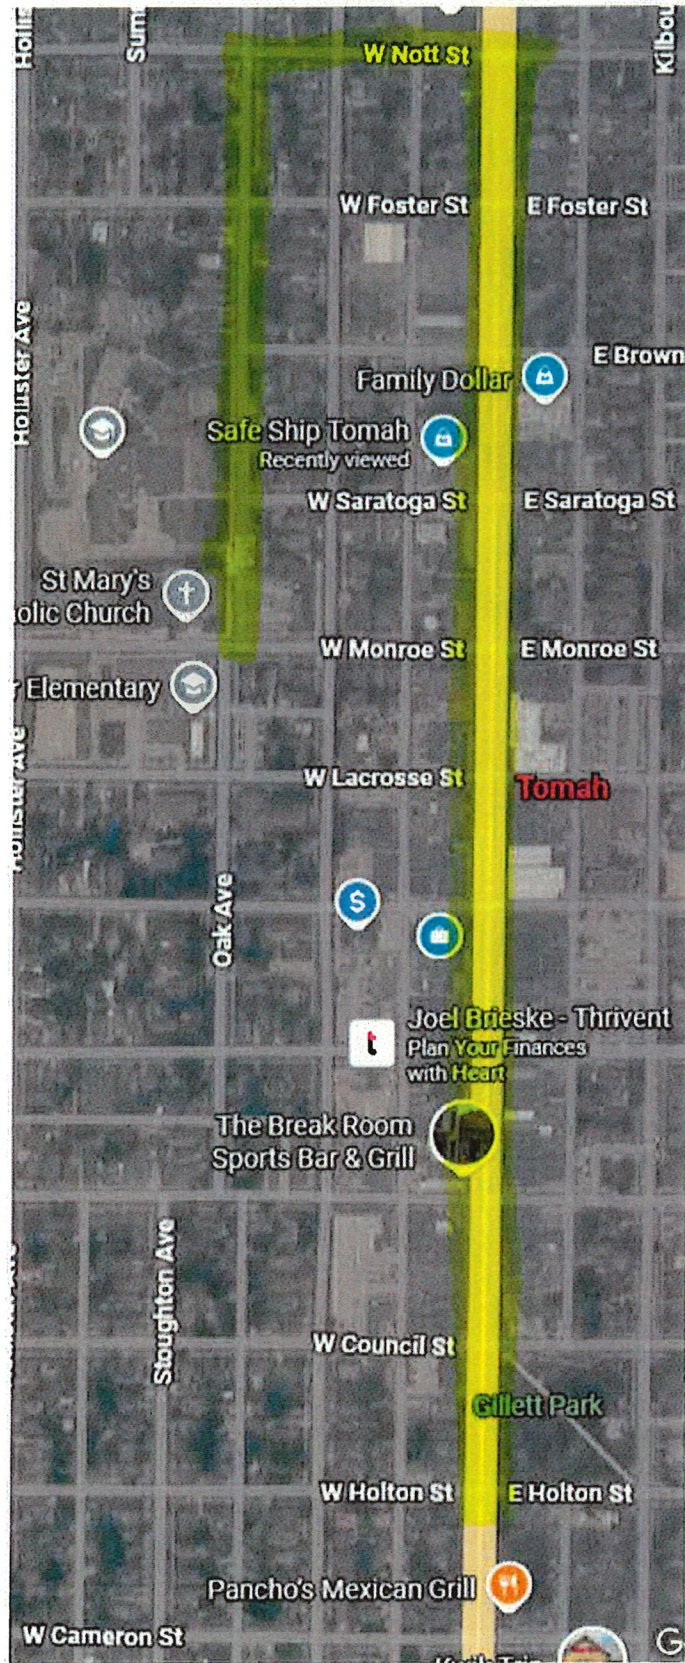 Sum
Kilbou
W Nott St
W Foster St
E Foster St
Hollister Ave
E Brown
Family Dollar
Safe Ship Tomah
Recently viewed
W Saratoga St
E Saratoga St
St Mary's
olic Church
W Monroe St
E Monroe St
r Elementary
W Lacrosse St
Tomah
Oak Ave
$
t
Joel Brieske - Thrivent
Plan Your Finances
with Heart
The Break Room
Sports Bar & Grill
Stoughton Ave
W Council St
Gillett Park
W Holton St
E Holton St
Pancho's Mexican Grill
W Cameron St
G